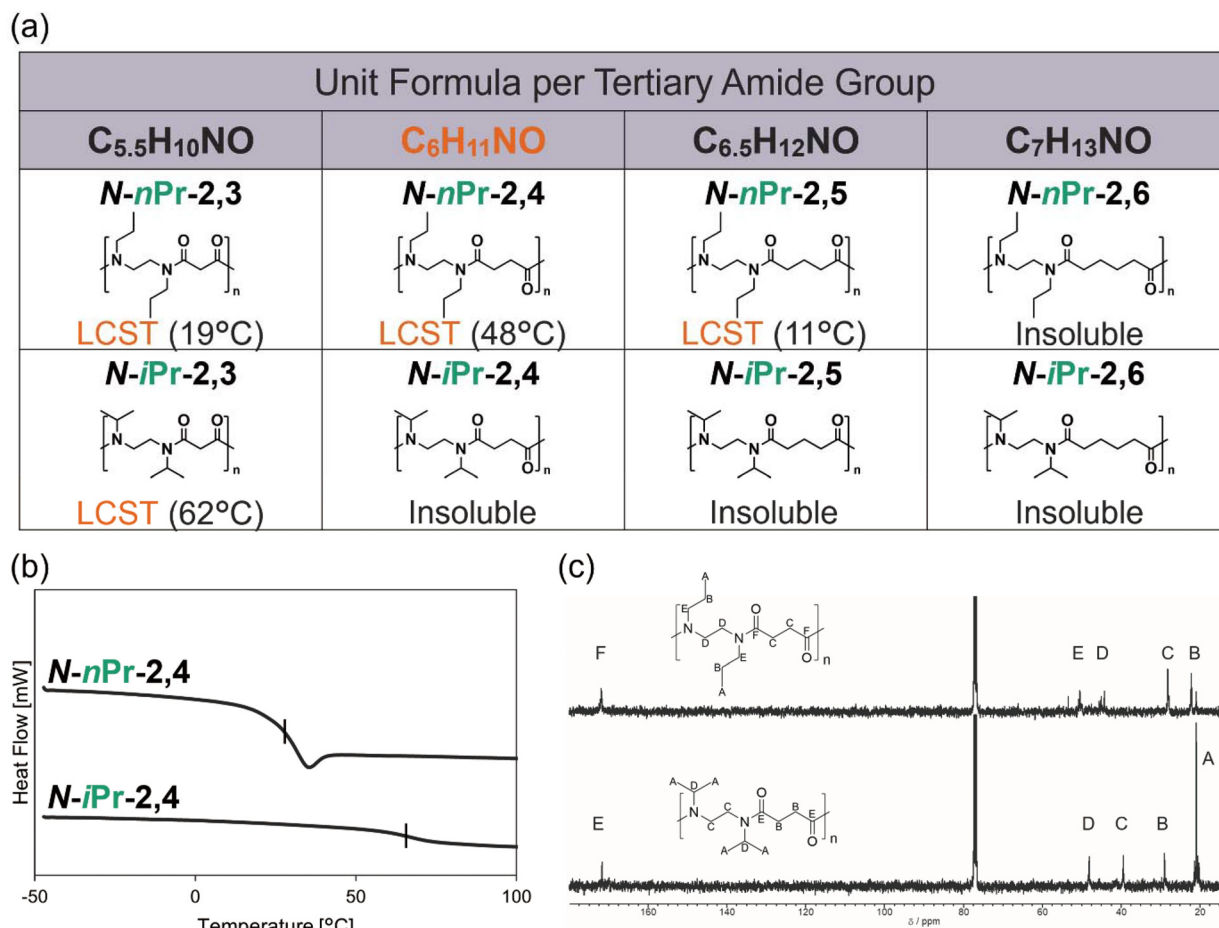 (a)
Unit Formula per Tertiary Amide Group
C5.5H10NO C6H11NO C6.5H12NO C7H13NO
N-nPr-2,3 N-nPr-2,4 N-nPr-2,5 N-nPr-2,6
O O O O O O O O
N N N N N N N N
n n n n
LCST (19°C) LCST (48°C) LCST (11°C) Insoluble
N-iPr-2,3 N-iPr-2,4 N-iPr-2,5 N-iPr-2,6
O O O O O O O O
N N N N N N N N
n n n n
LCST (62°C) Insoluble Insoluble Insoluble
(b)
Heat Flow [mW]
N-nPr-2,4
N-iPr-2,4
-50 0 50 100
Temperature [°C]
(c)
A
B
E O
N D C F
D N F C O
E n
B
A
F E D C B
A
A D A
O
N C B E
C N E B O
A D A n
E D C B
160 140 120 100 80 60 40 20
δ / ppm